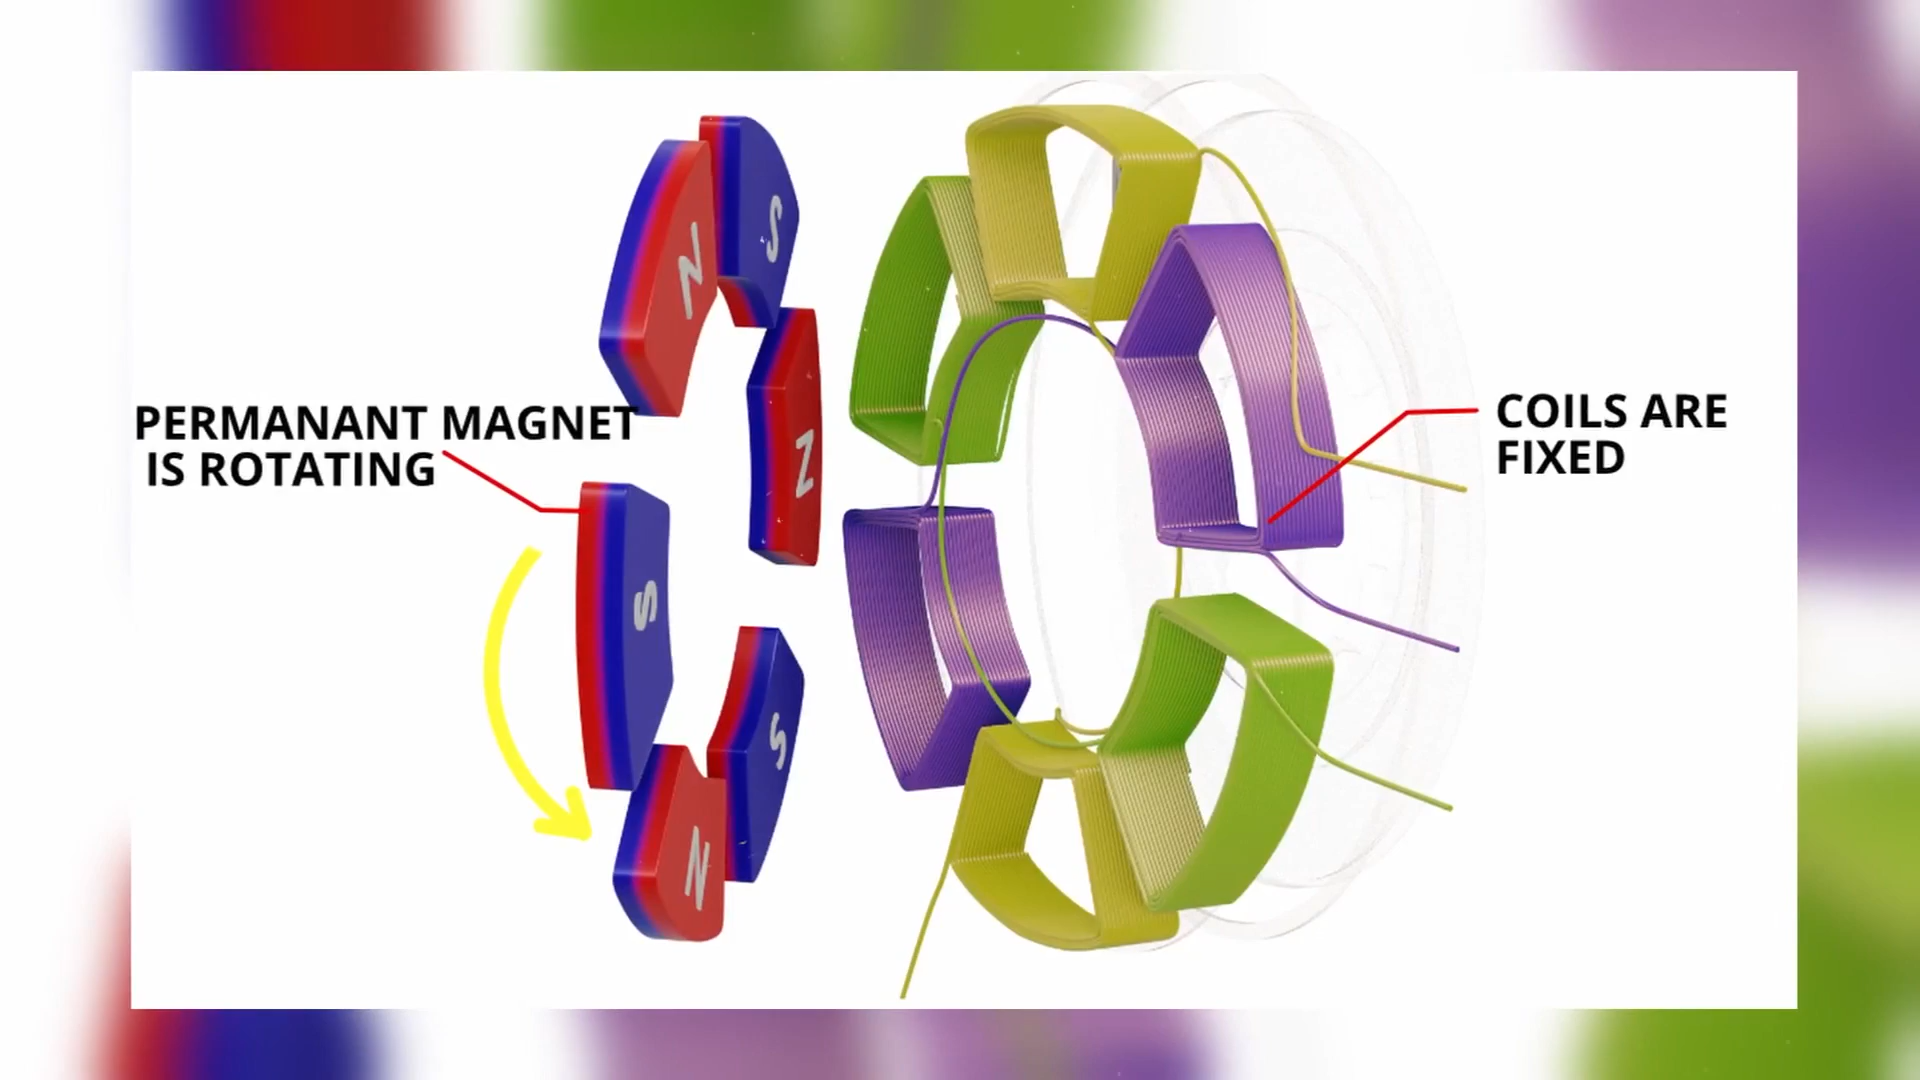 S
N
PERMANANT MAGNET
IS ROTATING
N
COILS ARE
FIXED
S
S
N